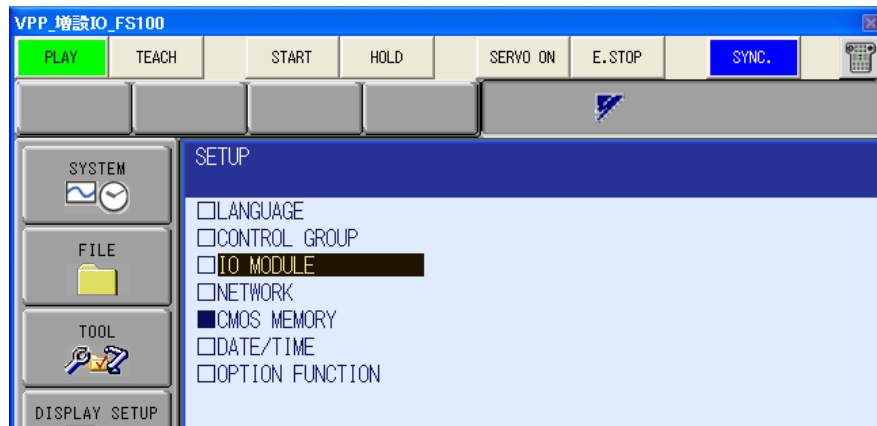 VPP_増設IO_FS100
PLAY TEACH START HOLD SERVO ON E.STOP SYNC.
SYSTEM
FILE
TOOL
DISPLAY SETUP
SETUP
LANGUAGE
CONTROL GROUP
IO MODULE
NETWORK
CMOS MEMORY
DATE/TIME
OPTION FUNCTION